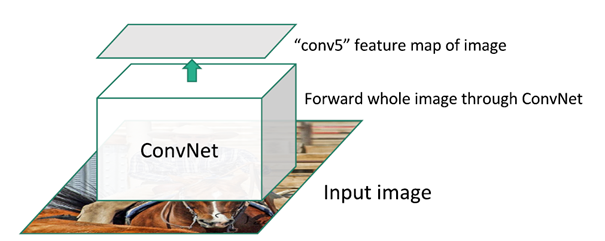 “conv5” feature map of image
Forward whole image through ConvNet
ConvNet
Input image